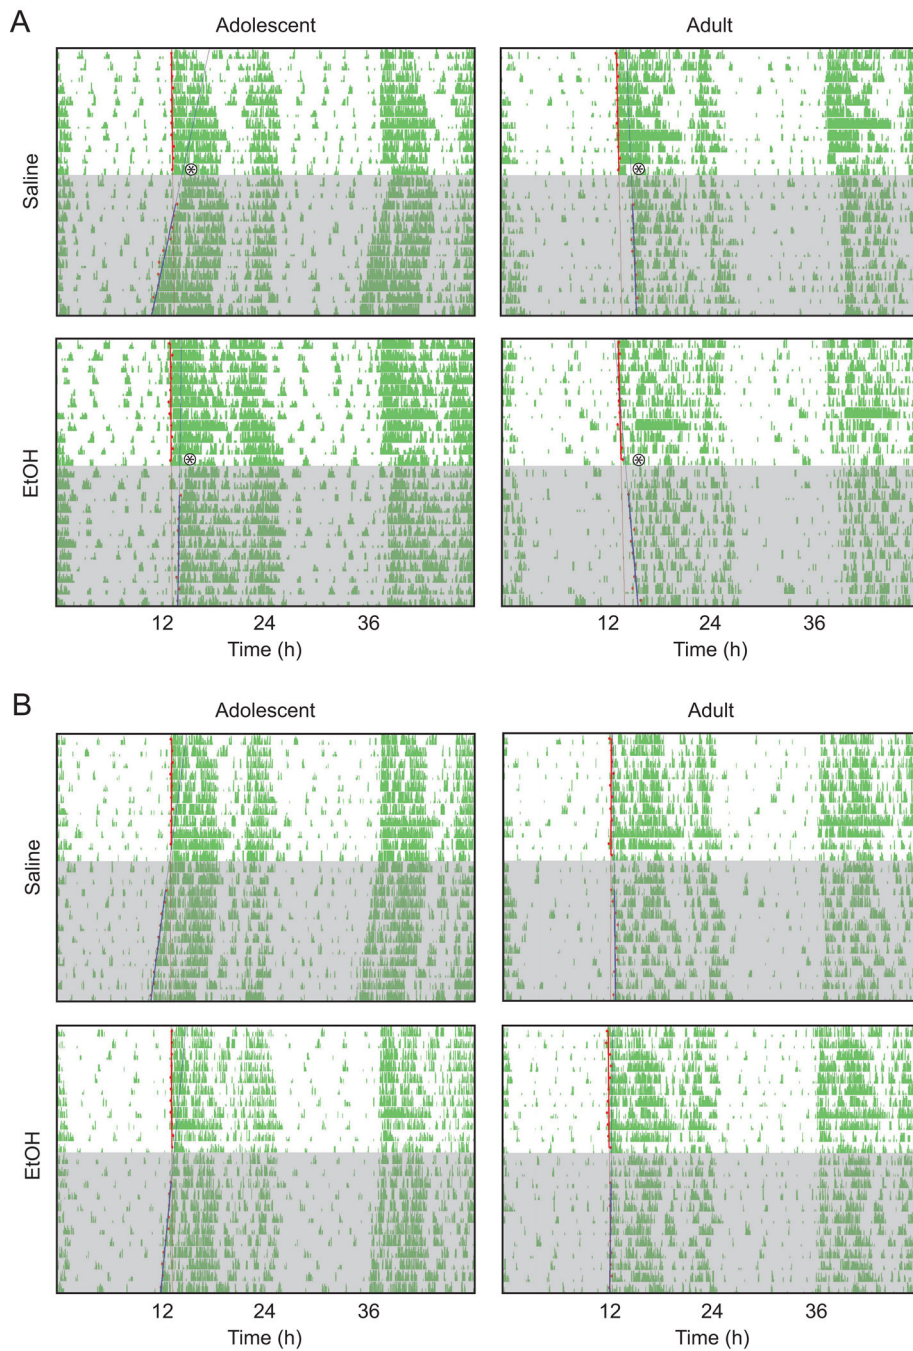 A
Adolescent Adult
Saline
EtOH
12 24 36 12 24 36
Time (h) Time (h)
B
Adolescent Adult
Saline
EtOH
12 24 36 12 24 36
Time (h) Time (h)